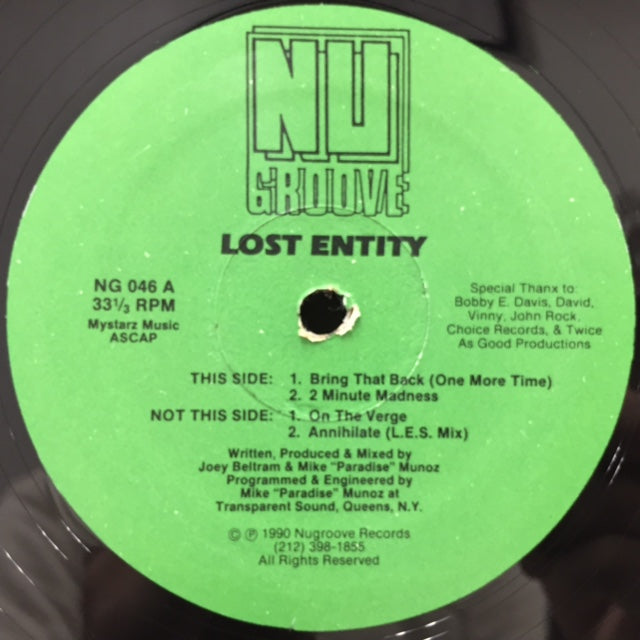 NU
GROOVE
LOST ENTITY
NG 046 A
33⅓ RPM
Mystarz Music
ASCAP
Special Thanx to:
Bobby E. Davis, David,
Vinny, John Rock,
Choice Records, & Twice
As Good Productions
THIS SIDE: 1. Bring That Back (One More Time)
2. 2 Minute Madness
NOT THIS SIDE: 1. On The Verge
2. Annihilate (L.E.S. Mix)
Written, Produced & Mixed by
Joey Beltram & Mike "Paradise" Munoz
Programmed & Engineered by
Mike "Paradise" Munoz at
Transparent Sound, Queens, N.Y.
© ℗ 1990 Nugroove Records
(212) 398-1855
All Rights Reserved